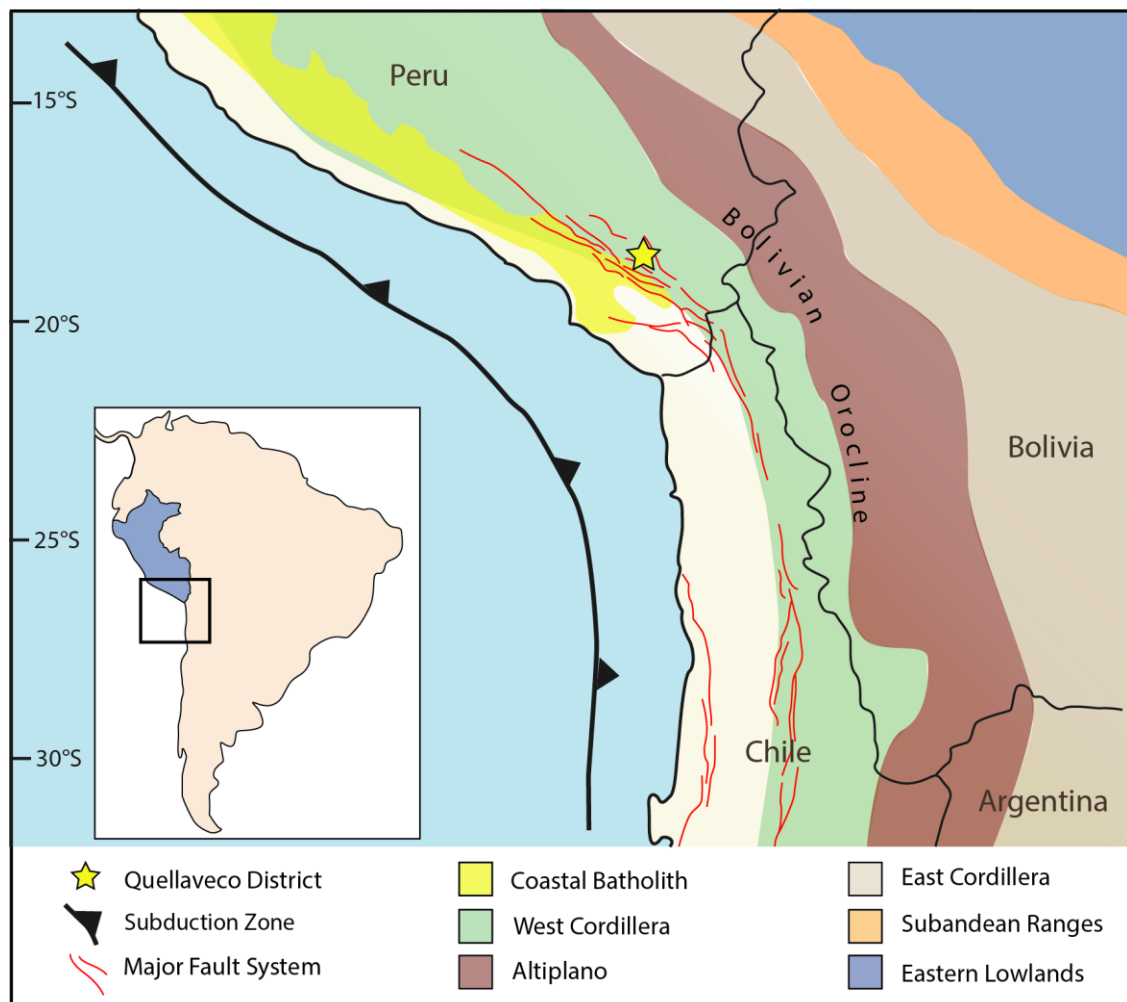 Peru
15°S
20°S
25°S
30°S
Bolivian
Orocline
Bolivia
Chile
Argentina
Quellaveco District
Subduction Zone
Major Fault System
Coastal Batholith
West Cordillera
Altiplano
East Cordillera
Subandean Ranges
Eastern Lowlands